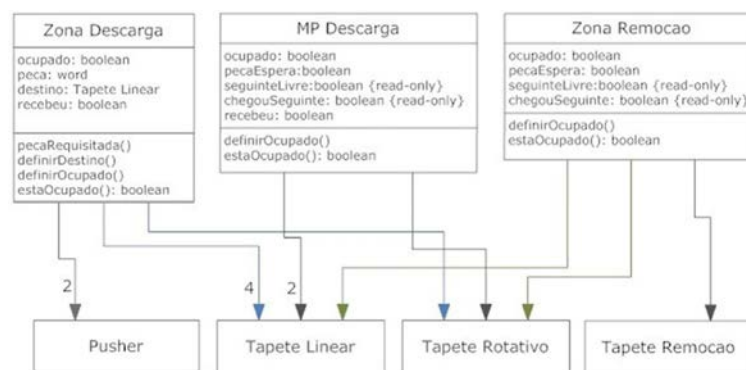 Zona Descarga
ocupado: boolean
peca: word
destino: Tapete Linear
recebeu: boolean
pecaRequisitada()
definirDestino()
definirOcupado()
estaOcupado(): boolean
MP Descarga
ocupado: boolean
pecaEspera:boolean
seguinteLivre:boolean {read-only}
chegouSeguinte: boolean {read-only}
recebeu: boolean
definirOcupado()
estaOcupado(): boolean
Zona Remocao
ocupado: boolean
pecaEspera: boolean
seguinteLivre:boolean {read-only}
chegouSeguinte: boolean {read-only}
definirOcupado()
estaOcupado(): boolean
2
4
2
Pusher
Tapete Linear
Tapete Rotativo
Tapete Remocao